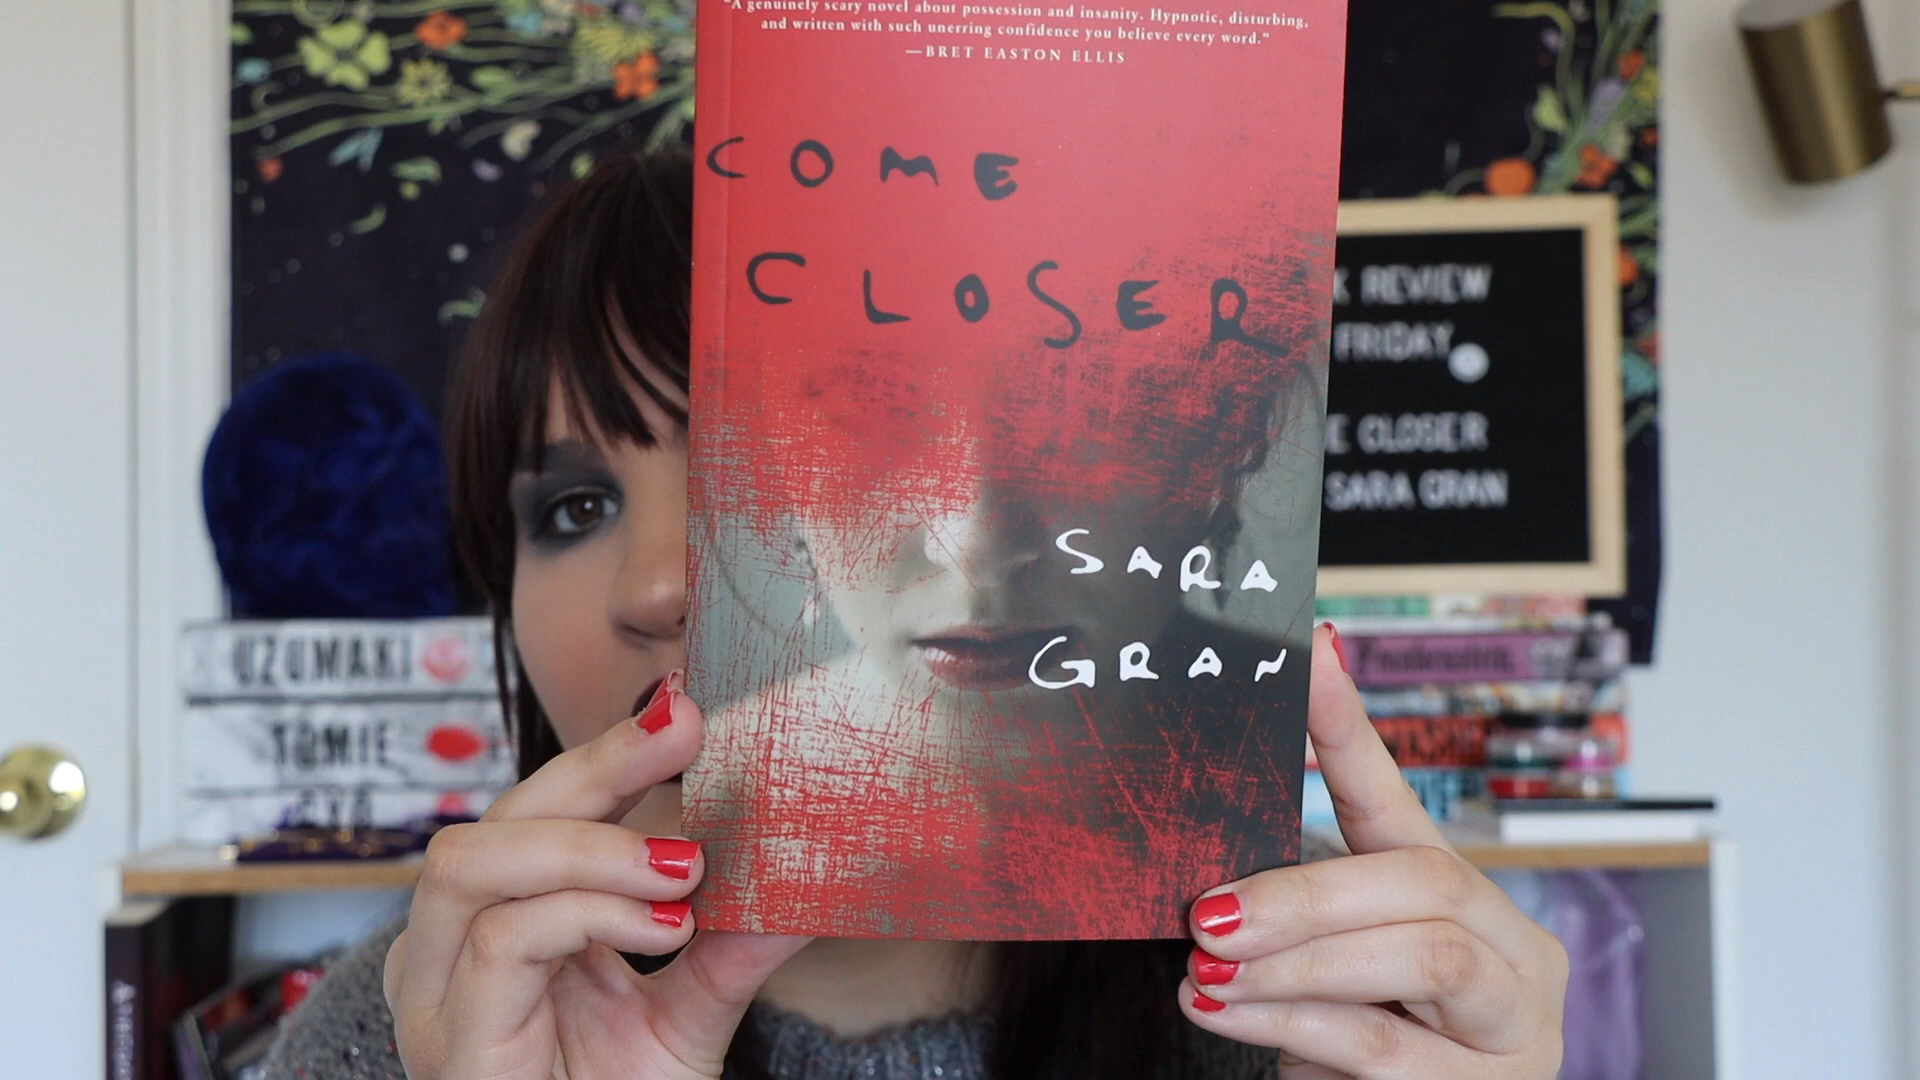 "A genuinely scary novel about possession and insanity. Hypnotic, disturbing,
and written with such unerring confidence you believe every word."
—BRET EASTON ELLIS
COME
CLOSER
SARA
GRAN
K REVIEW
FRIDAY
E CLOSER
SARA GRAN
UZUMAKI
TOMIE
GYO